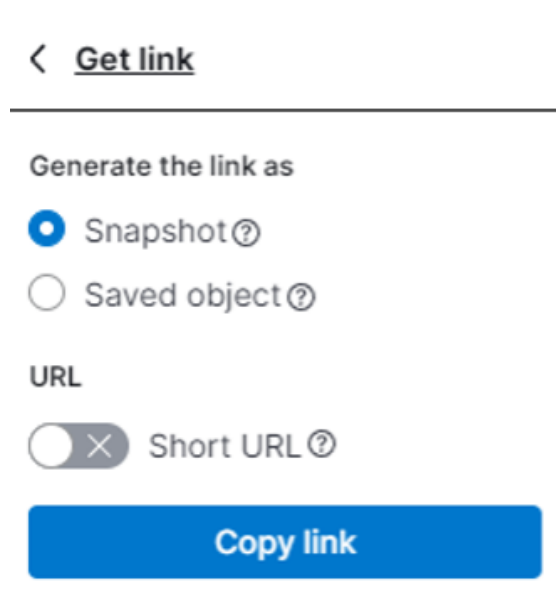 Get link
Generate the link as
Snapshot
Saved object
URL
Short URL
Copy link